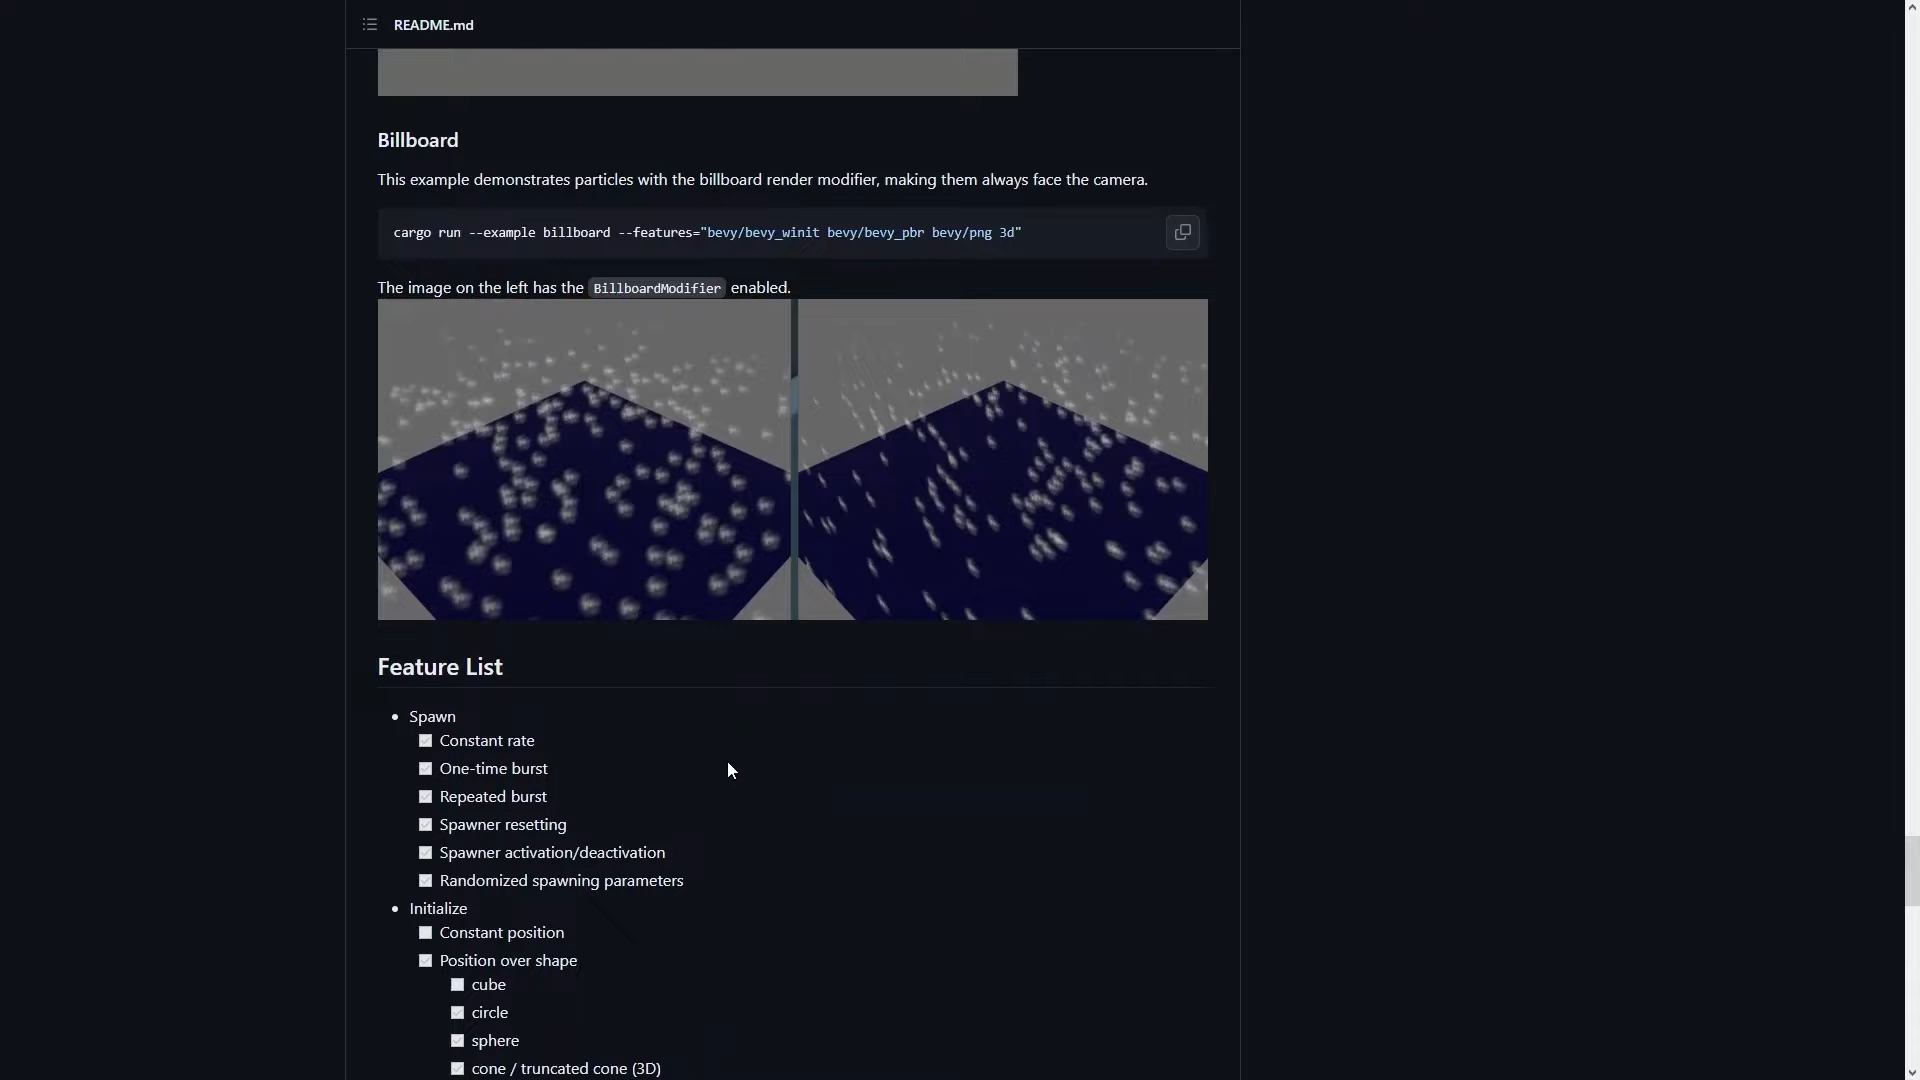 README.md
Billboard
This example demonstrates particles with the billboard render modifier, making them always face the camera.
cargo run --example billboard --features="bevy/bevy_winit bevy/bevy_pbr bevy/png 3d"
The image on the left has the BillboardModifier enabled.
Feature List
Spawn
Constant rate
One-time burst
Repeated burst
Spawner resetting
Spawner activation/deactivation
Randomized spawning parameters
Initialize
Constant position
Position over shape
cube
circle
sphere
cone / truncated cone (3D)